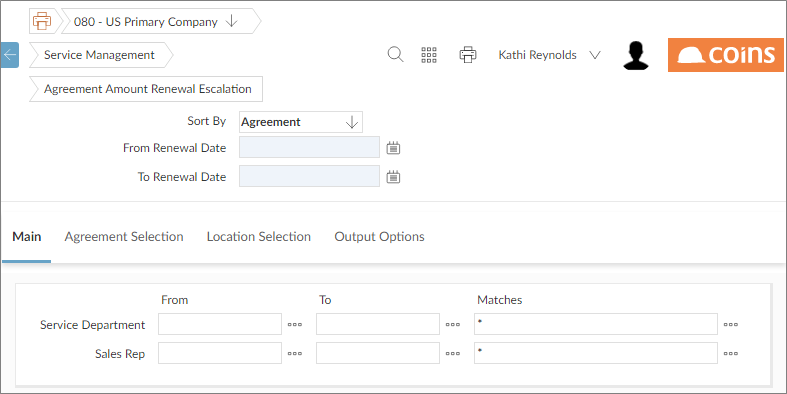 080 - US Primary Company
Service Management
Kathi Reynolds
coins
Agreement Amount Renewal Escalation
Sort By Agreement
From Renewal Date
To Renewal Date
Main Agreement Selection Location Selection Output Options
From To Matches
Service Department *
Sales Rep *